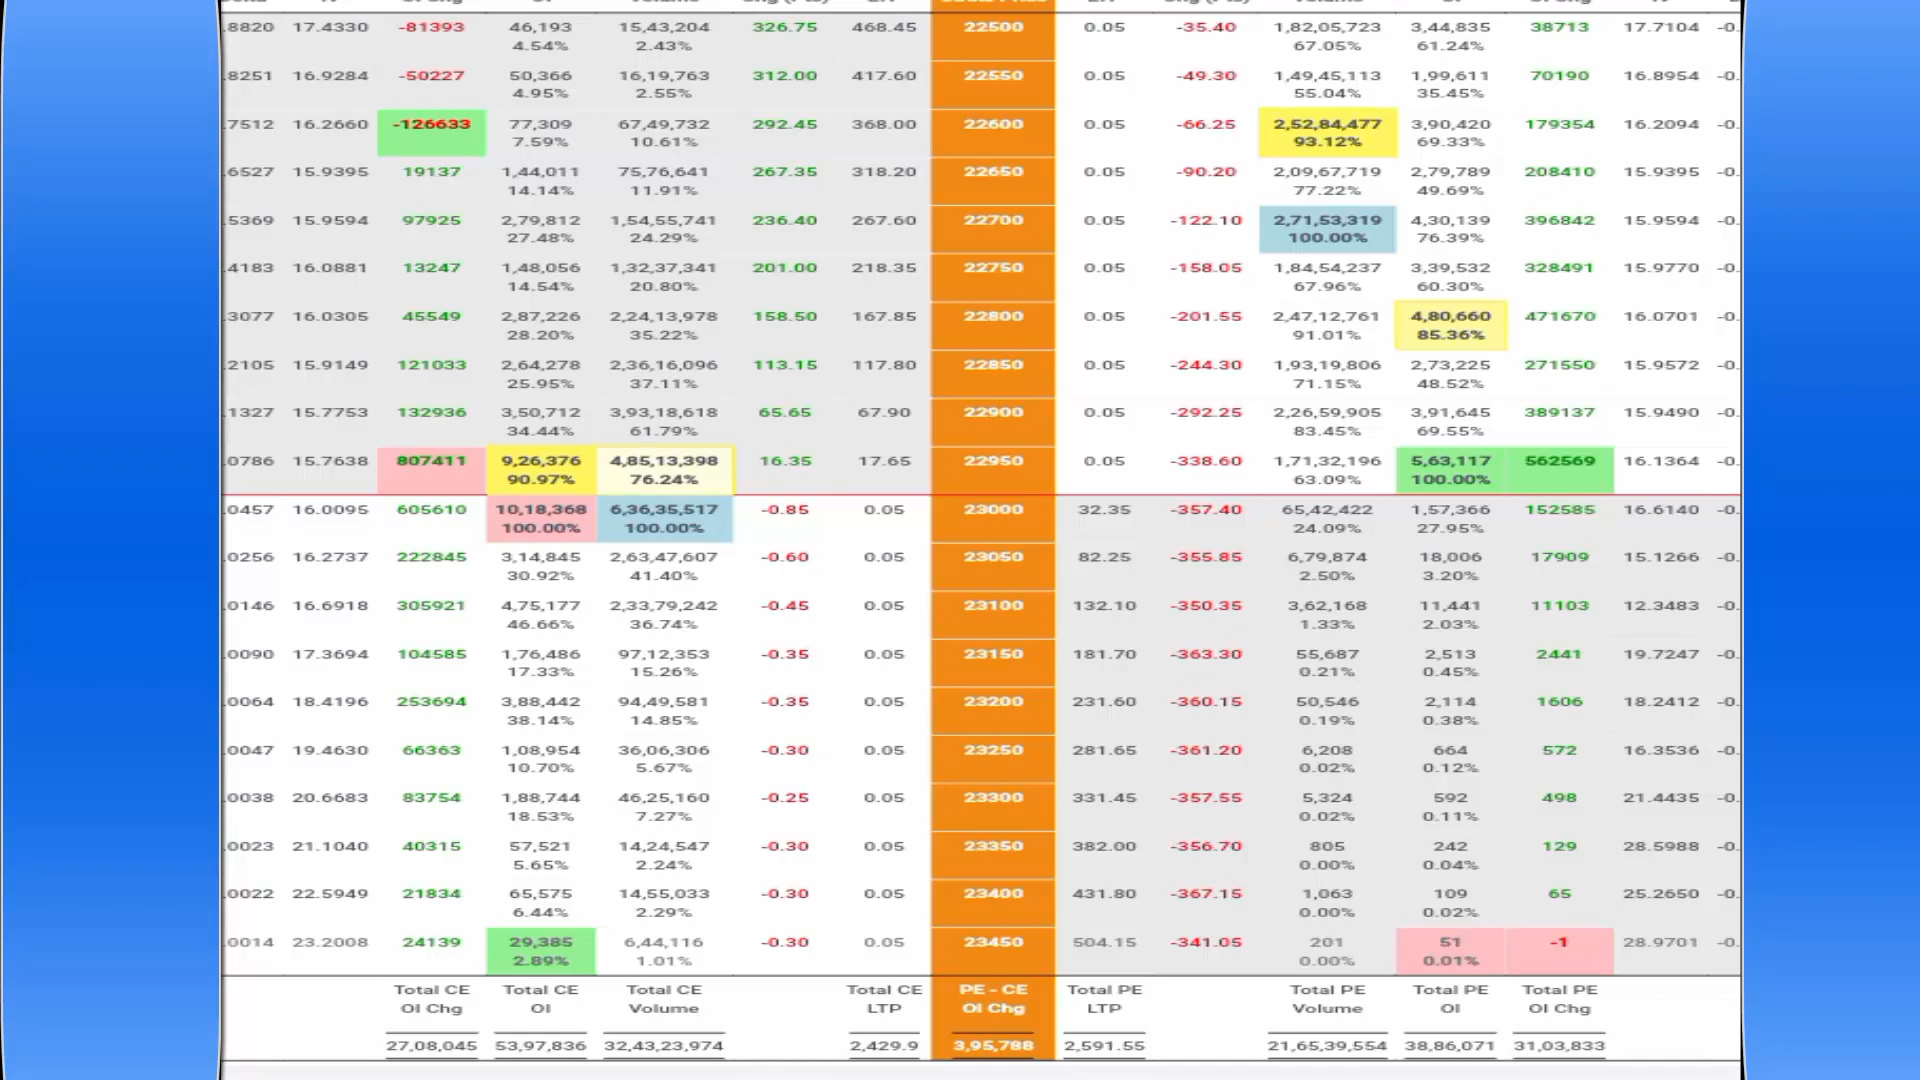 .8820 17.4330 -81393 46,193 15,43,204 326.75 468.45 22500 0.05 -35.40 1,82,05,723 3,44,835 38713 17.7104 -0.
4.54% 2.43% 67.05% 61.24%
.8251 16.9284 -50227 50,366 16,19,763 312.00 417.60 22550 0.05 -49.30 1,49,45,113 1,99,611 70190 16.8954 -0.
4.95% 2.55% 55.04% 35.45%
.7512 16.2660 -126633 77,309 67,49,732 292.45 368.00 22600 0.05 -66.25 2,52,84,477 3,90,420 179354 16.2094 -0.
7.59% 10.61% 93.12% 69.33%
.6527 15.9395 19137 1,44,011 75,76,641 267.35 318.20 22650 0.05 -90.20 2,09,67,719 2,79,789 208410 15.9395 -0.
14.14% 11.91% 77.22% 49.69%
.5369 15.9594 97925 2,79,812 1,54,55,741 236.40 267.60 22700 0.05 -122.10 2,71,53,319 4,30,139 396842 15.9594 -0.
27.48% 24.29% 100.00% 76.39%
.4183 16.0881 13247 1,48,056 1,32,37,341 201.00 218.35 22750 0.05 -158.05 1,84,54,237 3,39,532 328491 15.9770 -0.
14.54% 20.80% 67.96% 60.30%
.3077 16.0305 45549 2,87,226 2,24,13,978 158.50 167.85 22800 0.05 -201.55 2,47,12,761 4,80,660 471670 16.0701 -0.
28.20% 35.22% 91.01% 85.36%
.2105 15.9149 121033 2,64,278 2,36,16,096 113.15 117.80 22850 0.05 -244.30 1,93,19,806 2,73,225 271550 15.9572 -0.
25.95% 37.11% 71.15% 48.52%
.1327 15.7753 132936 3,50,712 3,93,18,618 65.65 67.90 22900 0.05 -292.25 2,26,59,905 3,91,645 389137 15.9490 -0.
34.44% 61.79% 83.45% 69.55%
.0786 15.7638 807411 9,26,376 4,85,13,398 16.35 17.65 22950 0.05 -338.60 1,71,32,196 5,63,117 562569 16.1364 -0.
90.97% 76.24% 63.09% 100.00%
.0457 16.0095 605610 10,18,368 6,36,35,517 -0.85 0.05 23000 32.35 -357.40 65,42,422 1,57,366 152585 16.6140 -0.
100.00% 100.00% 24.09% 27.95%
.0256 16.2737 222845 3,14,845 2,63,47,607 -0.60 0.05 23050 82.25 -355.85 6,79,874 18,006 17909 15.1266 -0.
30.92% 41.40% 2.50% 3.20%
.0146 16.6918 305921 4,75,177 2,33,79,242 -0.45 0.05 23100 132.10 -350.35 3,62,168 11,441 11103 12.3483 -0.
46.66% 36.74% 1.33% 2.03%
.0090 17.3694 104585 1,76,486 97,12,353 -0.35 0.05 23150 181.70 -363.30 55,687 2,513 2441 19.7247 -0.
17.33% 15.26% 0.21% 0.45%
.0064 18.4196 253694 3,88,442 94,49,581 -0.35 0.05 23200 231.60 -360.15 50,546 2,114 1606 18.2412 -0.
38.14% 14.85% 0.19% 0.38%
.0047 19.4630 66363 1,08,954 36,06,306 -0.30 0.05 23250 281.65 -361.20 6,208 664 572 16.3536 -0.
10.70% 5.67% 0.02% 0.12%
.0038 20.6683 83754 1,88,744 46,25,160 -0.25 0.05 23300 331.45 -357.55 5,324 592 498 21.4435 -0.
18.53% 7.27% 0.02% 0.11%
.0023 21.1040 40315 57,521 14,24,547 -0.30 0.05 23350 382.00 -356.70 805 242 129 28.5988 -0.
5.65% 2.24% 0.00% 0.04%
.0022 22.5949 21834 65,575 14,55,033 -0.30 0.05 23400 431.80 -367.15 1,063 109 65 25.2650 -0.
6.44% 2.29% 0.00% 0.02%
.0014 23.2008 24139 29,385 6,44,116 -0.30 0.05 23450 504.15 -341.05 201 51 -1 28.9701 -0.
2.89% 1.01% 0.00% 0.01%
Total CE Total CE Total CE Total CE PE - CE Total PE Total PE Total PE Total PE
OI Chg OI Volume LTP OI Chg LTP Volume OI OI Chg
27,08,045 53,97,836 32,43,23,974 2,429.9 3,95,788 2,591.55 21,65,39,554 38,86,071 31,03,833